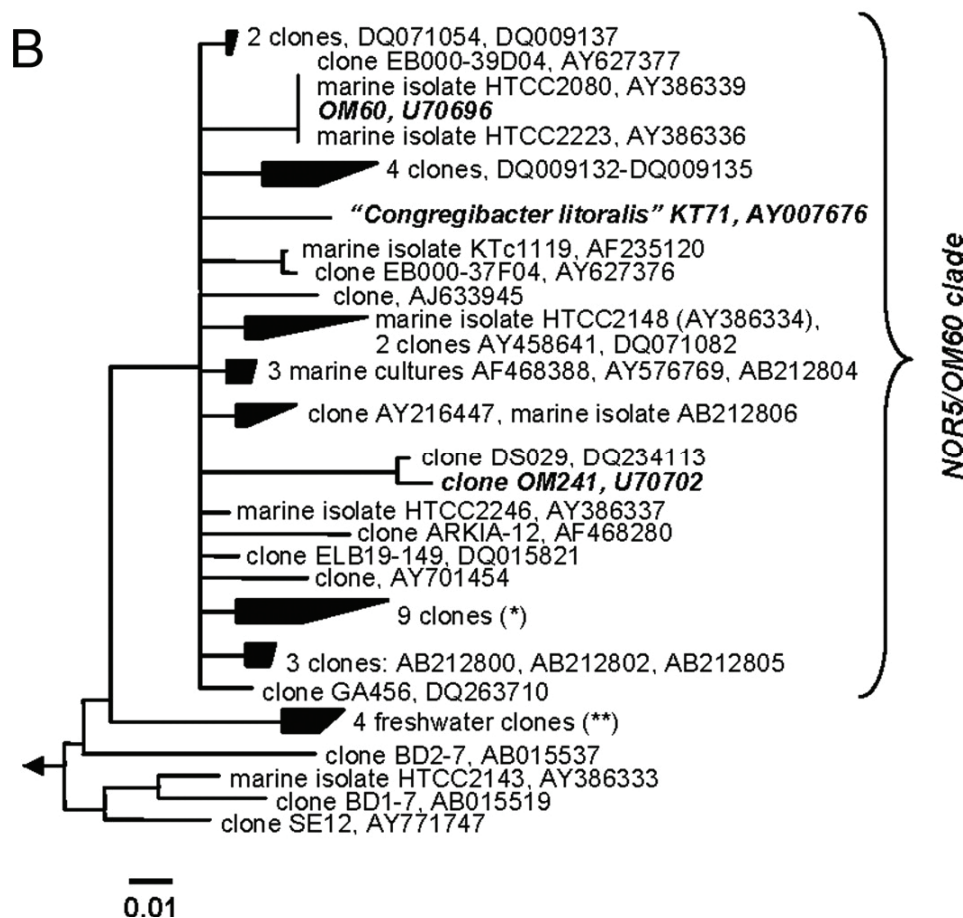 B
2 clones, DQ071054, DQ009137
clone EB000-39D04, AY627377
marine isolate HTCC2080, AY386339
OM60, U70696
marine isolate HTCC2223, AY386336
4 clones, DQ009132-DQ009135
“Congregibacter litoralis” KT71, AY007676
marine isolate KTc1119, AF235120
clone EB000-37F04, AY627376
clone, AJ633945
marine isolate HTCC2148 (AY386334),
2 clones AY458641, DQ071082
3 marine cultures AF468388, AY576769, AB212804
clone AY216447, marine isolate AB212806
clone DS029, DQ234113
clone OM241, U70702
marine isolate HTCC2246, AY386337
clone ARKIA-12, AF468280
clone ELB19-149, DQ015821
clone, AY701454
9 clones (*)
3 clones: AB212800, AB212802, AB212805
clone GA456, DQ263710
4 freshwater clones (**)
clone BD2-7, AB015537
marine isolate HTCC2143, AY386333
clone BD1-7, AB015519
clone SE12, AY771747
NOR5/OM60 clade
0.01